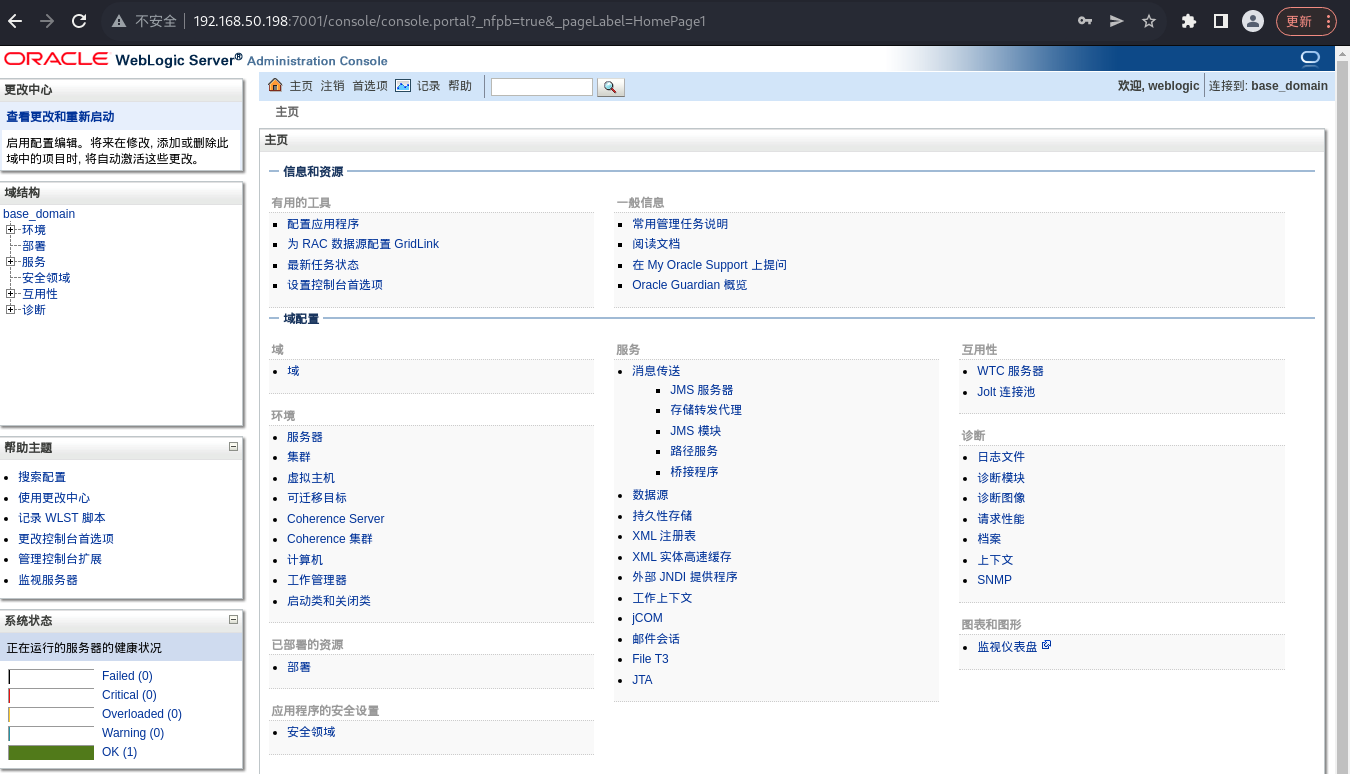 不安全 | 192.168.50.198:7001/console/console.portal?_nfpb=true&_pageLabel=HomePage1
更新
ORACLE WebLogic Server® Administration Console
更改中心
查看更改和重新启动
启用配置编辑。将来在修改, 添加或删除此
域中的项目时, 将自动激活这些更改。
域结构
base_domain
环境
部署
服务
安全领域
互用性
诊断
帮助主题
搜索配置
使用更改中心
记录 WLST 脚本
更改控制台首选项
管理控制台扩展
监视服务器
系统状态
正在运行的服务器的健康状况
Failed (0)
Critical (0)
Overloaded (0)
Warning (0)
OK (1)
主页 注销 首选项 记录 帮助
欢迎, weblogic 连接到: base_domain
主页
主页
信息和资源
有用的工具
配置应用程序
为 RAC 数据源配置 GridLink
最新任务状态
设置控制台首选项
一般信息
常用管理任务说明
阅读文档
在 My Oracle Support 上提问
Oracle Guardian 概览
域配置
域
域
环境
服务器
集群
虚拟主机
可迁移目标
Coherence Server
Coherence 集群
计算机
工作管理器
启动类和关闭类
已部署的资源
部署
应用程序的安全设置
安全领域
服务
消息传送
JMS 服务器
存储转发代理
JMS 模块
路径服务
桥接程序
数据源
持久性存储
XML 注册表
XML 实体高速缓存
外部 JNDI 提供程序
工作上下文
jCOM
邮件会话
File T3
JTA
互用性
WTC 服务器
Jolt 连接池
诊断
日志文件
诊断模块
诊断图像
请求性能
档案
上下文
SNMP
图表和图形
监视仪表盘